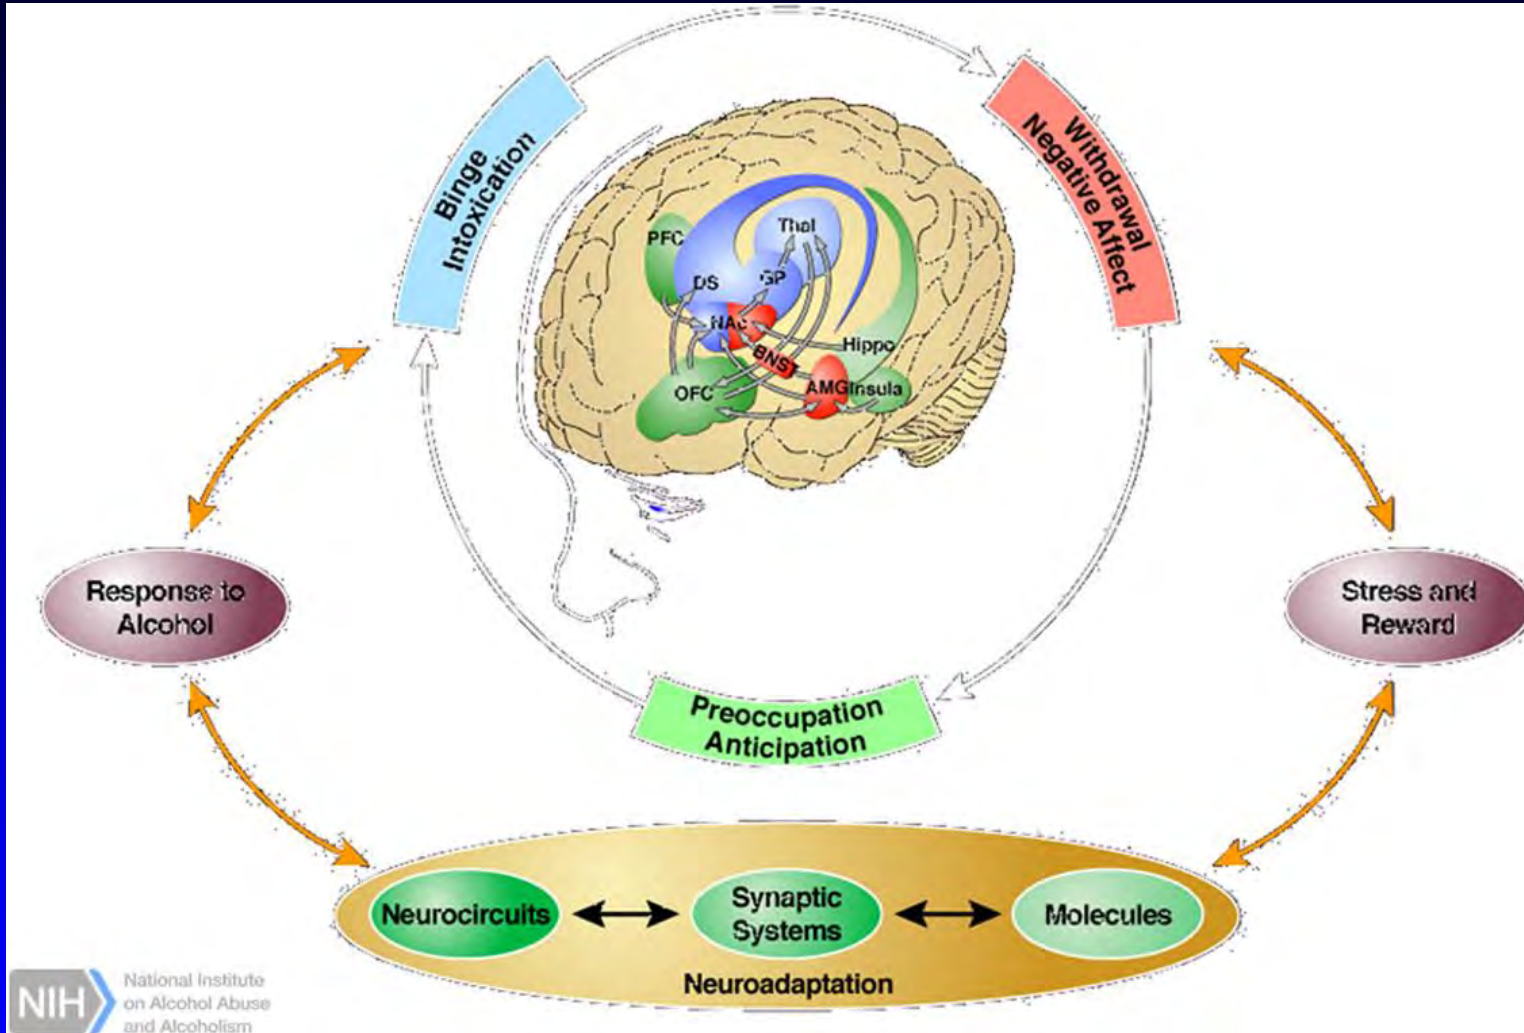 Binge
Intoxication
Withdrawal
Negative Affect
PFC
Thal
DS
GP
NAc
BNST
Hippo
OFC
AMG
Insula
Response to
Alcohol
Stress and
Reward
Preoccupation
Anticipation
Neurocircuits
Synaptic
Systems
Molecules
Neuroadaptation
NIH
National Institute
on Alcohol Abuse
and Alcoholism